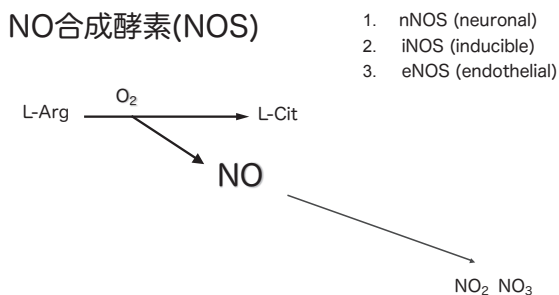 NO合成酵素(NOS)
1. nNOS (neuronal)
2. iNOS (inducible)
3. eNOS (endothelial)
O₂
L-Arg
L-Cit
NO
NO₂ NO₃